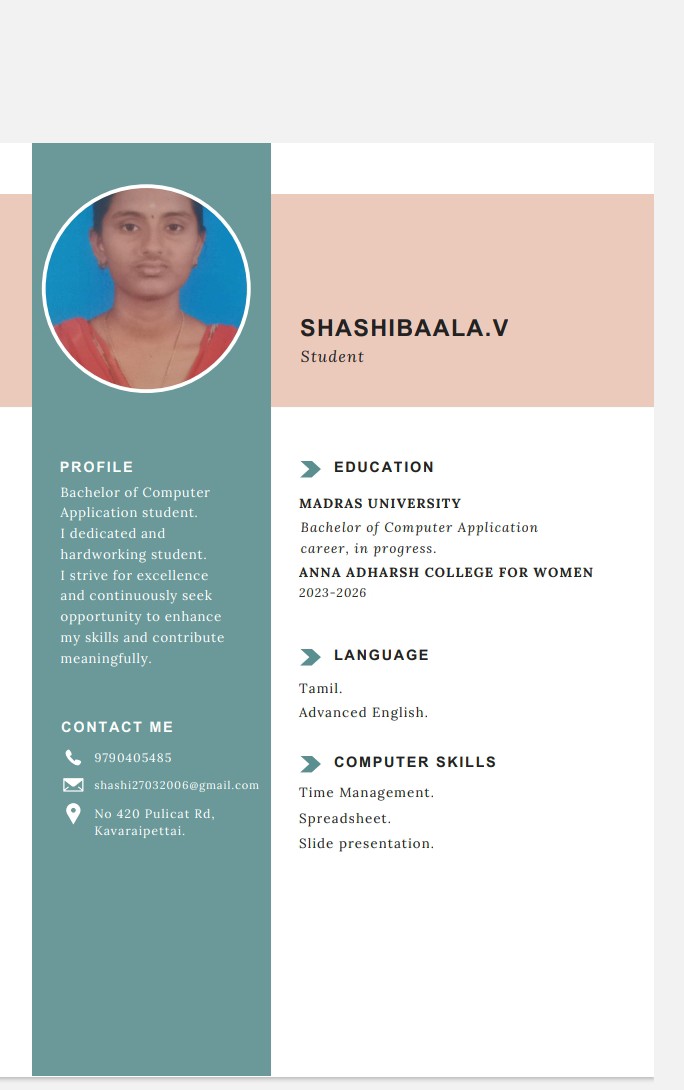 SHASHIBAALA.V
Student
PROFILE
Bachelor of Computer
Application student.
I dedicated and
hardworking student.
I strive for excellence
and continuously seek
opportunity to enhance
my skills and contribute
meaningfully.
CONTACT ME
9790405485
shashi27032006@gmail.com
No 420 Pulicat Rd,
Kavaraipettai.
EDUCATION
MADRAS UNIVERSITY
Bachelor of Computer Application
career, in progress.
ANNA ADHARSH COLLEGE FOR WOMEN
2023-2026
LANGUAGE
Tamil.
Advanced English.
COMPUTER SKILLS
Time Management.
Spreadsheet.
Slide presentation.